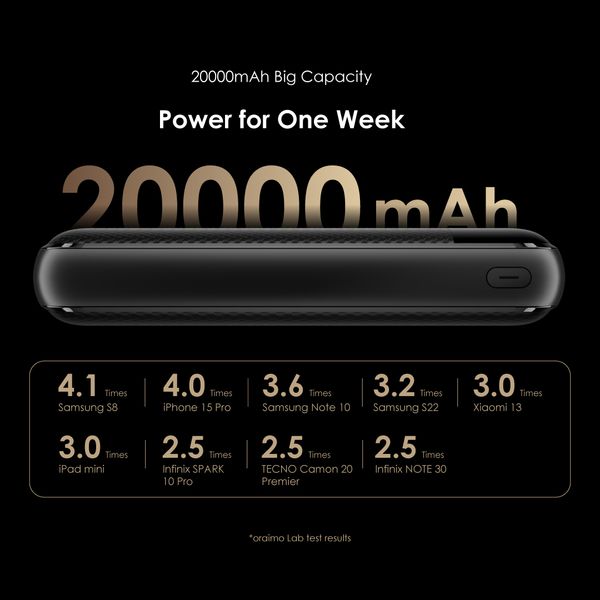 20000mAh Big Capacity
Power for One Week
20000 mAh
4.1 Times
Samsung S8
4.0 Times
iPhone 15 Pro
3.6 Times
Samsung Note 10
3.2 Times
Samsung S22
3.0 Times
Xiaomi 13
3.0 Times
iPad mini
2.5 Times
Infinix SPARK
10 Pro
2.5 Times
TECNO Camon 20
Premier
2.5 Times
Infinix NOTE 30
*oraimo Lab test results